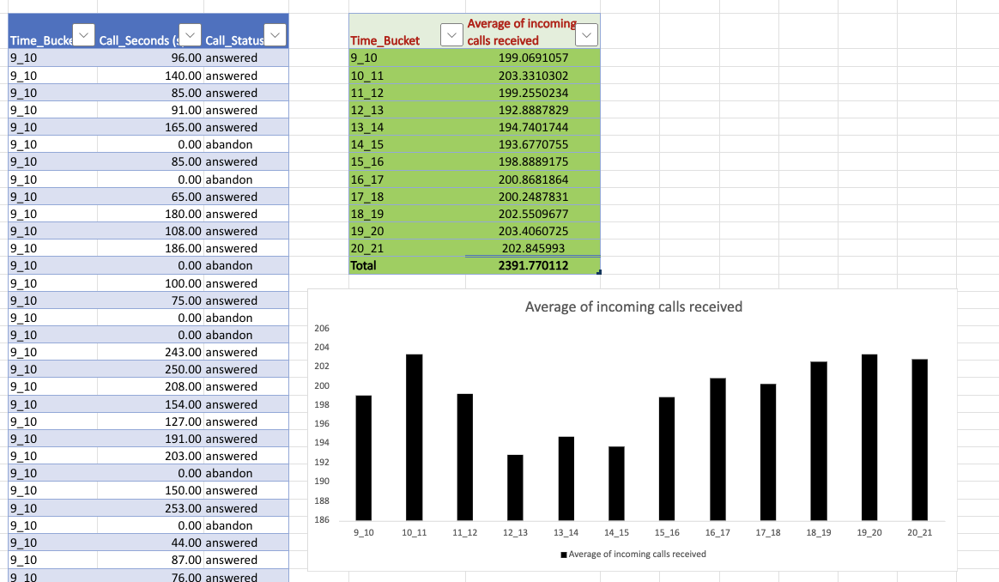 Time_Bucke Call_Seconds (s Call_Status
9_10 96.00 answered
9_10 140.00 answered
9_10 85.00 answered
9_10 91.00 answered
9_10 165.00 answered
9_10 0.00 abandon
9_10 85.00 answered
9_10 0.00 abandon
9_10 65.00 answered
9_10 180.00 answered
9_10 108.00 answered
9_10 186.00 answered
9_10 0.00 abandon
9_10 100.00 answered
9_10 75.00 answered
9_10 0.00 abandon
9_10 0.00 abandon
9_10 243.00 answered
9_10 250.00 answered
9_10 208.00 answered
9_10 154.00 answered
9_10 127.00 answered
9_10 191.00 answered
9_10 203.00 answered
9_10 0.00 abandon
9_10 150.00 answered
9_10 253.00 answered
9_10 0.00 abandon
9_10 44.00 answered
9_10 87.00 answered
9_10 76.00 answered
Average of incoming
Time_Bucket calls received
9_10 199.0691057
10_11 203.3310302
11_12 199.2550234
12_13 192.8887829
13_14 194.7401744
14_15 193.6770755
15_16 198.8889175
16_17 200.8681864
17_18 200.2487831
18_19 202.5509677
19_20 203.4060725
20_21 202.845993
Total 2391.770112
Average of incoming calls received
206
204
202
200
198
196
194
192
190
188
186
9_10 10_11 11_12 12_13 13_14 14_15 15_16 16_17 17_18 18_19 19_20 20_21
Average of incoming calls received